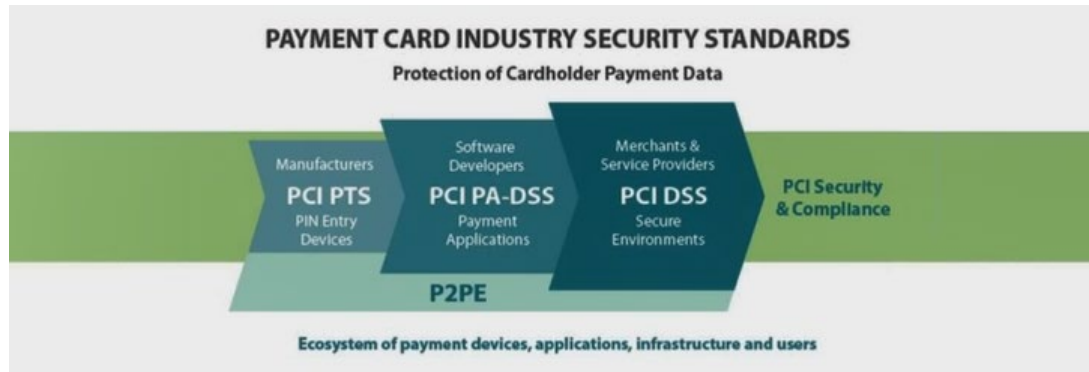 PAYMENT CARD INDUSTRY SECURITY STANDARDS
Protection of Cardholder Payment Data
Manufacturers
PCI PTS
PIN Entry
Devices
Software
Developers
PCI PA-DSS
Payment
Applications
Merchants &
Service Providers
PCI DSS
Secure
Environments
PCI Security
& Compliance
P2PE
Ecosystem of payment devices, applications, infrastructure and users